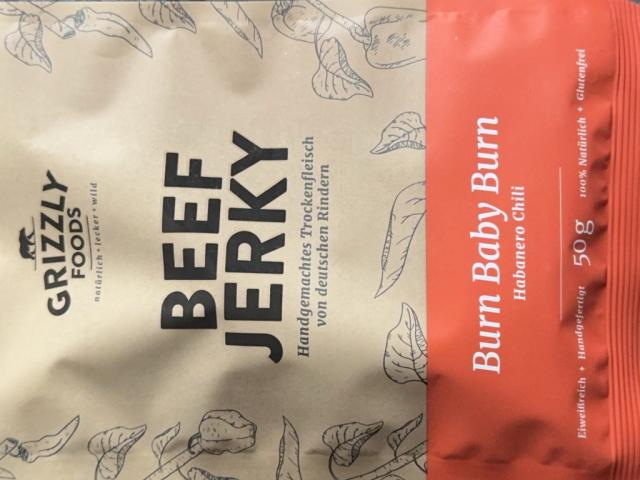 GRIZZLY
FOODS
natürlich • lecker • wild
BEEF
JERKY
Handgemachtes Trockenfleisch
von deutschen Rindern
Burn Baby Burn
Habanero Chili
Eiweißreich + Handgefertigt 50 g 100% Natürlich + Glutenfrei